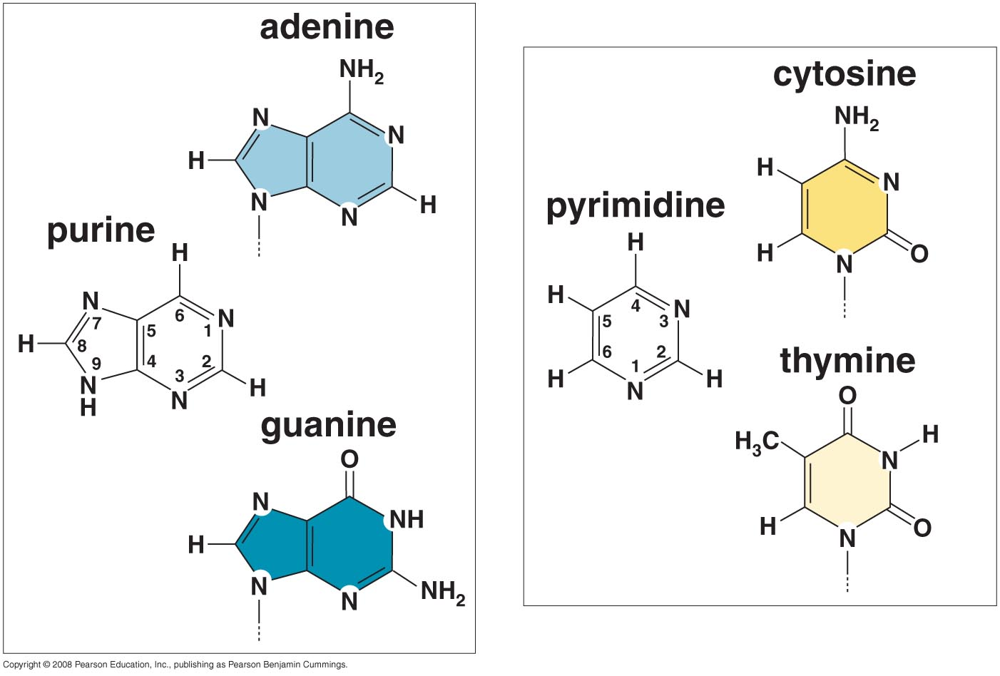 adenine
NH2
N
N
H
N
N
H
purine
H
N
7
6
N
1
5
H
8
9
4
2
3
N
H
N
H
guanine
O
N
NH
H
N
N
NH2
cytosine
NH2
H
N
H
N
O
pyrimidine
H
H
4
N
3
5
6
2
1
H
N
H
thymine
O
H3C
H
N
H
N
O
Copyright © 2008 Pearson Education, Inc., publishing as Pearson Benjamin Cummings.